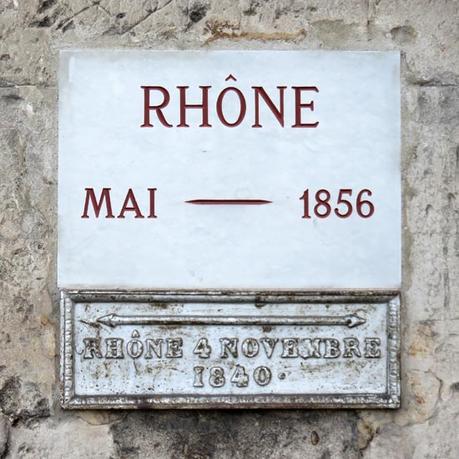 RHÔNE
MAI — 1856
RHÔNE 4 NOVEMBRE
1840